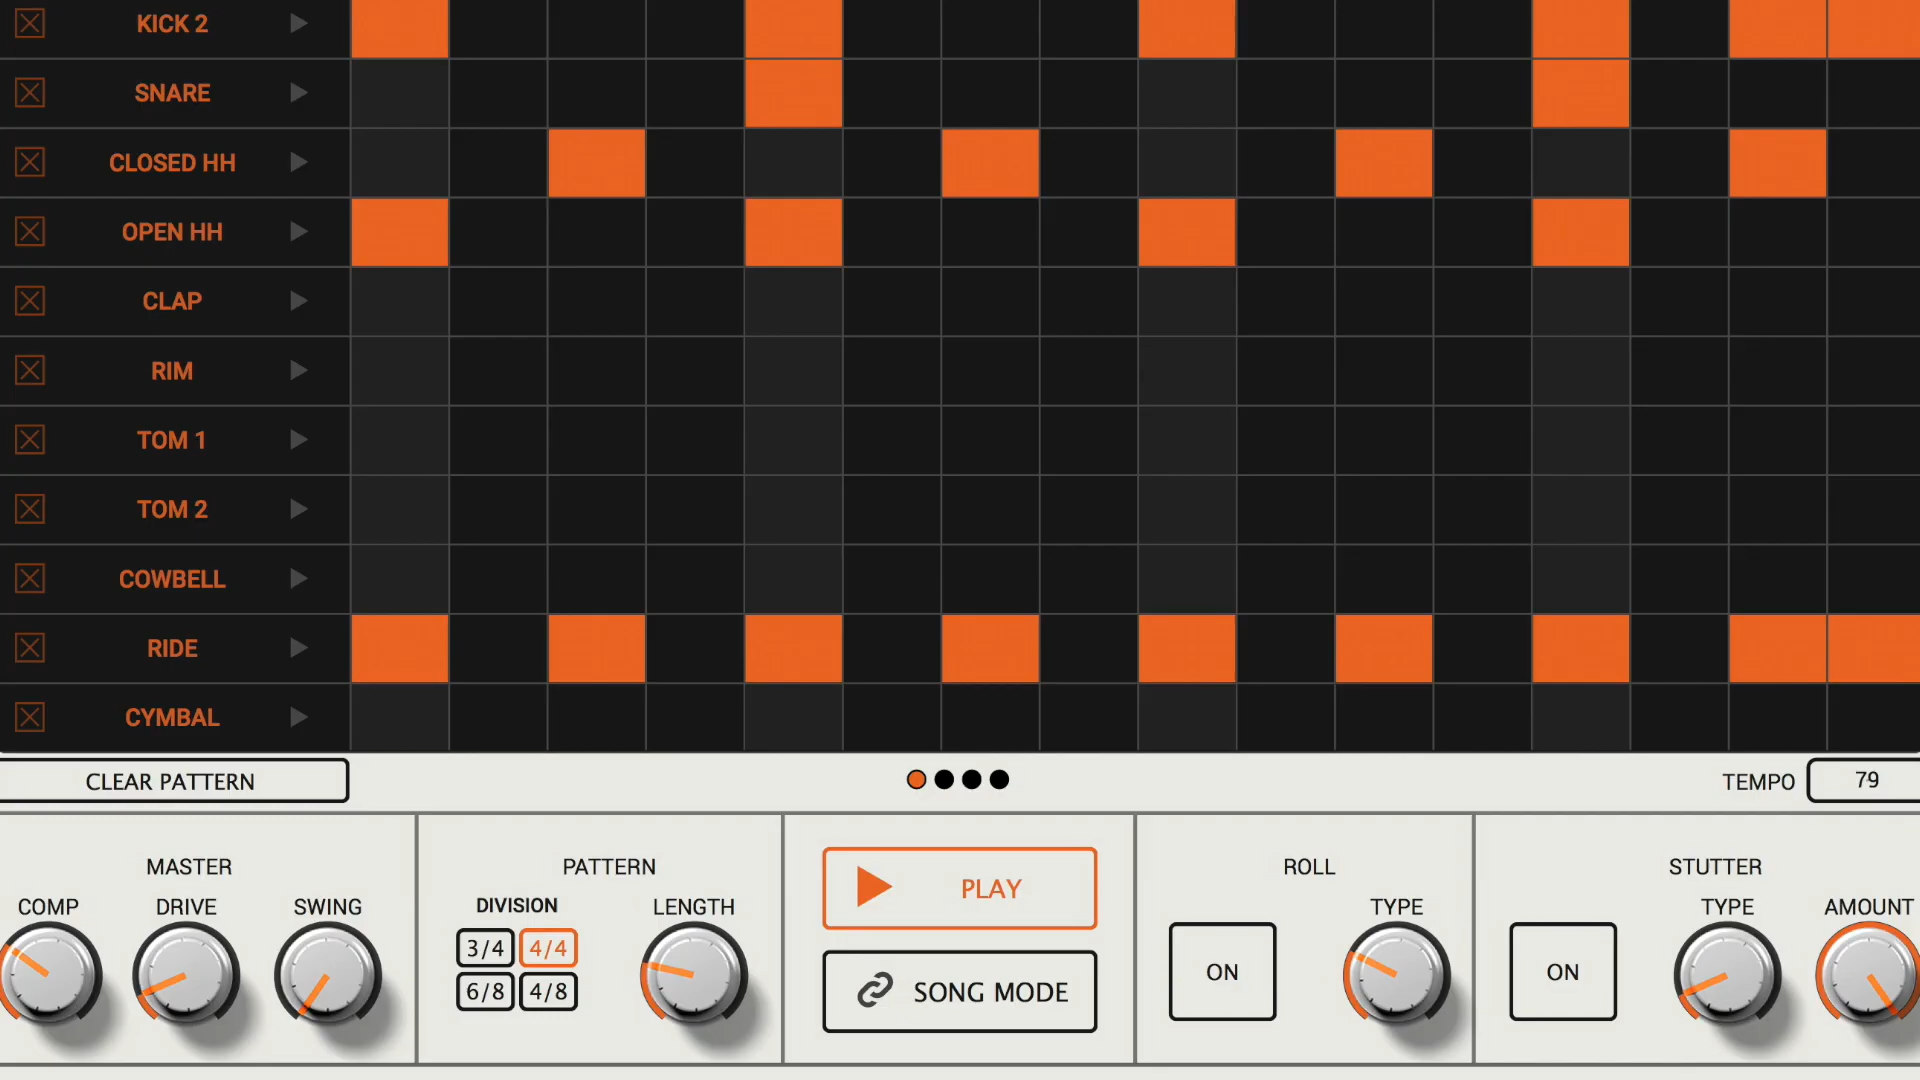 KICK 2
SNARE
CLOSED HH
OPEN HH
CLAP
RIM
TOM 1
TOM 2
COWBELL
RIDE
CYMBAL
CLEAR PATTERN
TEMPO 79
MASTER
COMP DRIVE SWING
PATTERN
DIVISION LENGTH
3/4 4/4
6/8 4/8
PLAY
SONG MODE
ROLL
TYPE
ON
STUTTER
TYPE AMOUNT
ON